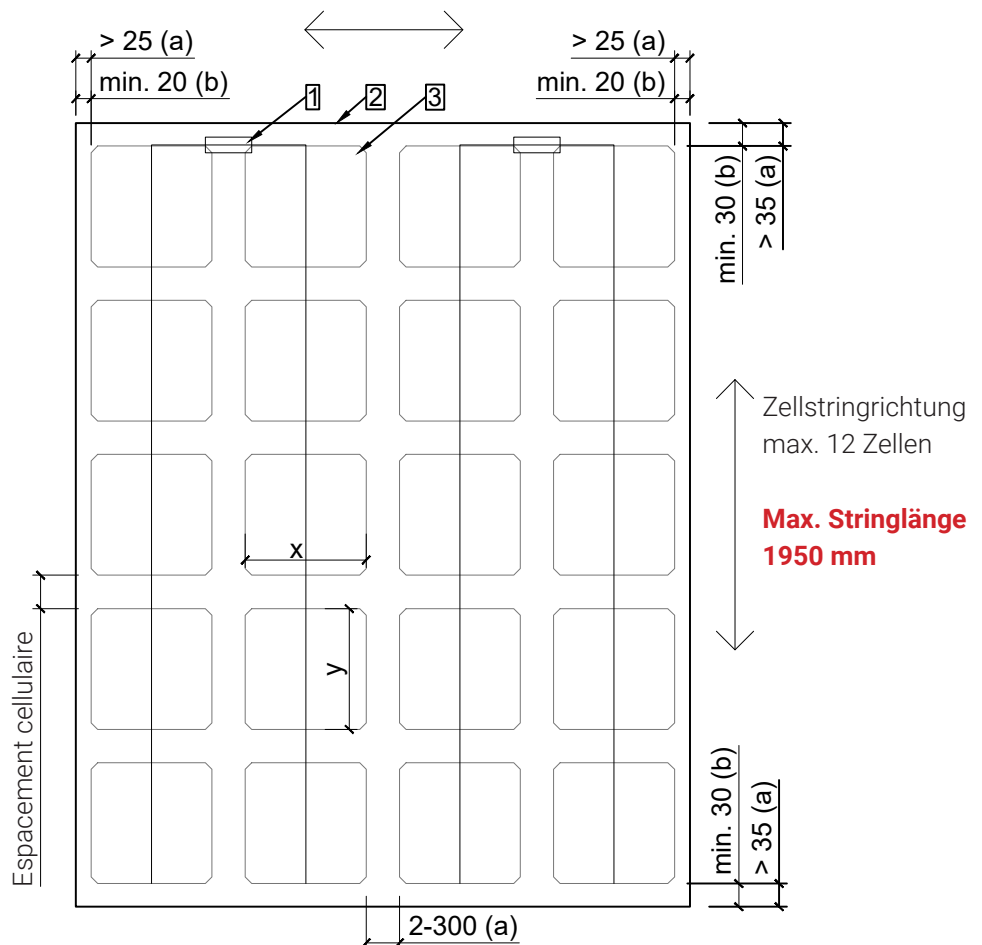 > 25 (a)
> 25 (a)
min. 20 (b)
min. 20 (b)
1
2
3
min. 30 (b)
> 35 (a)
Zellstringrichtung
max. 12 Zellen
Max. Stringlänge
1950 mm
x
y
Espacement cellulaire
min. 30 (b)
> 35 (a)
2-300 (a)